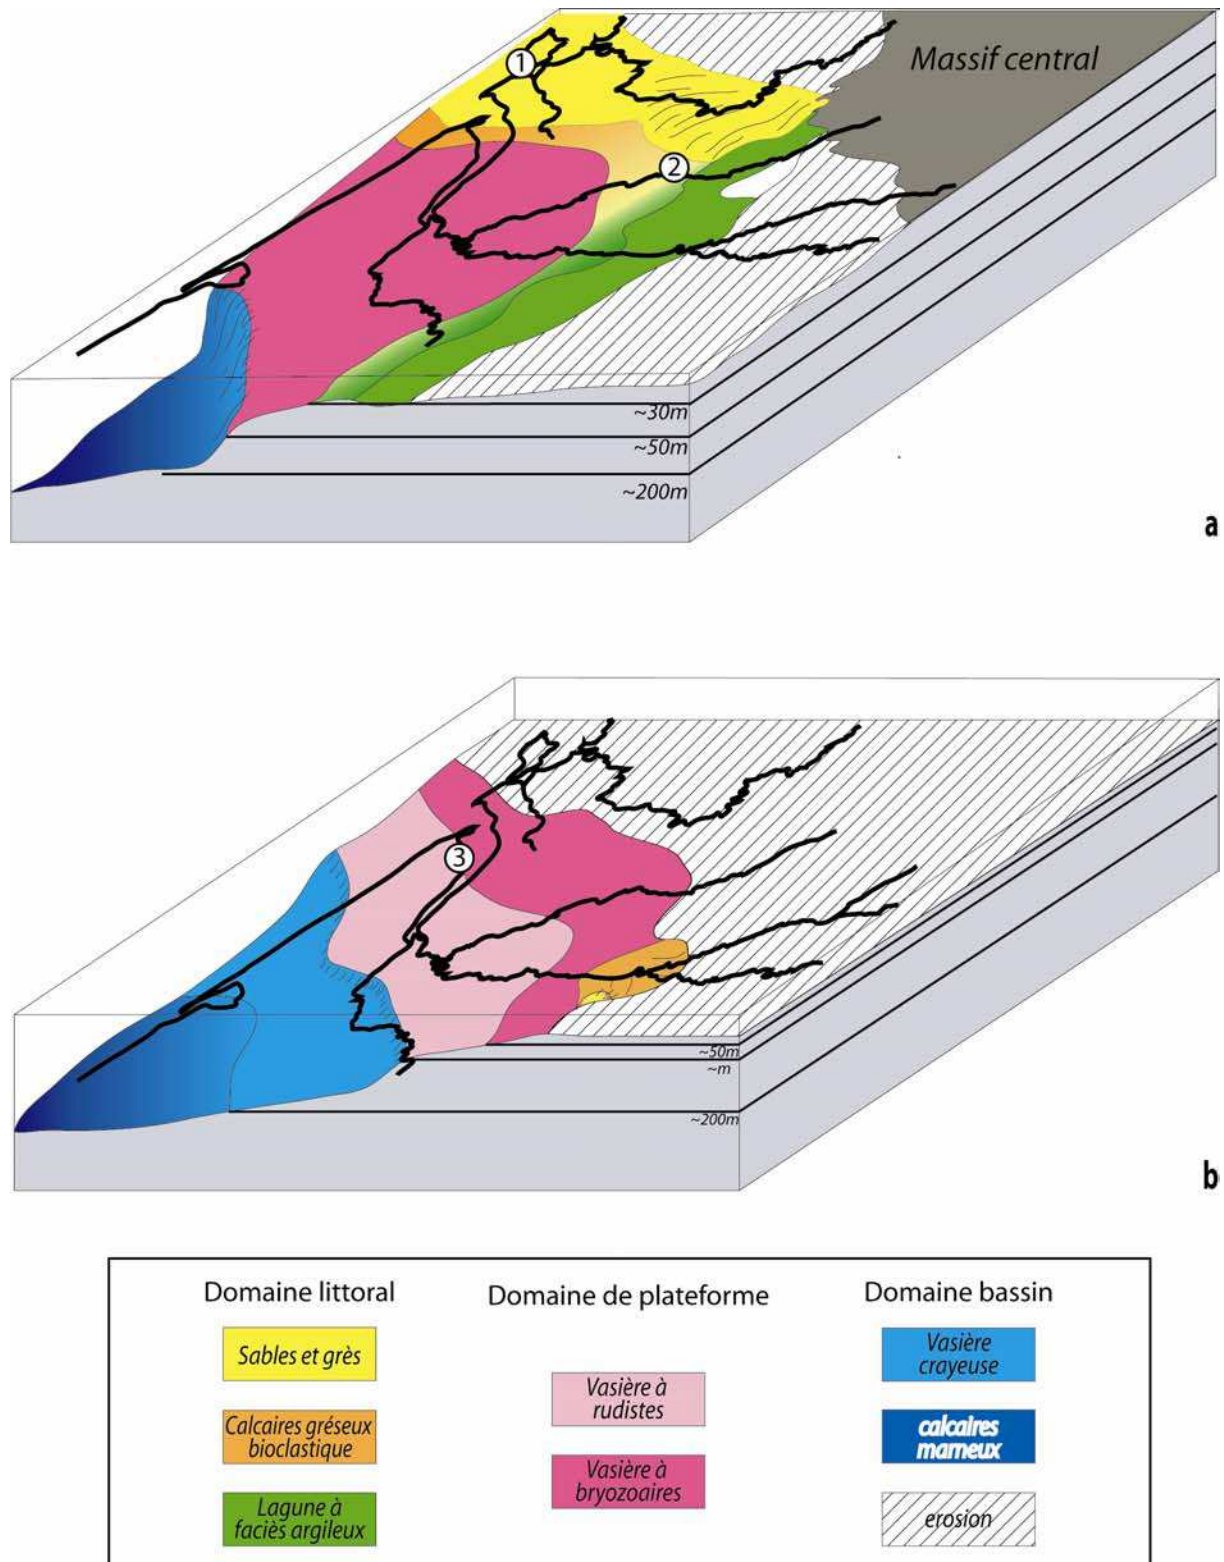 Massif central
1
2
~30m
~50m
~200m
a
3
~50m
~m
~200m
b
Domaine littoral
Domaine de plateforme
Domaine bassin
Sables et grès
Vasière
crayeuse
Vasière à
rudistes
Calcaires gréseux
bioclastique
calcaires
marneux
Vasière à
bryozoaires
Lagune à
faciès argileux
erosion